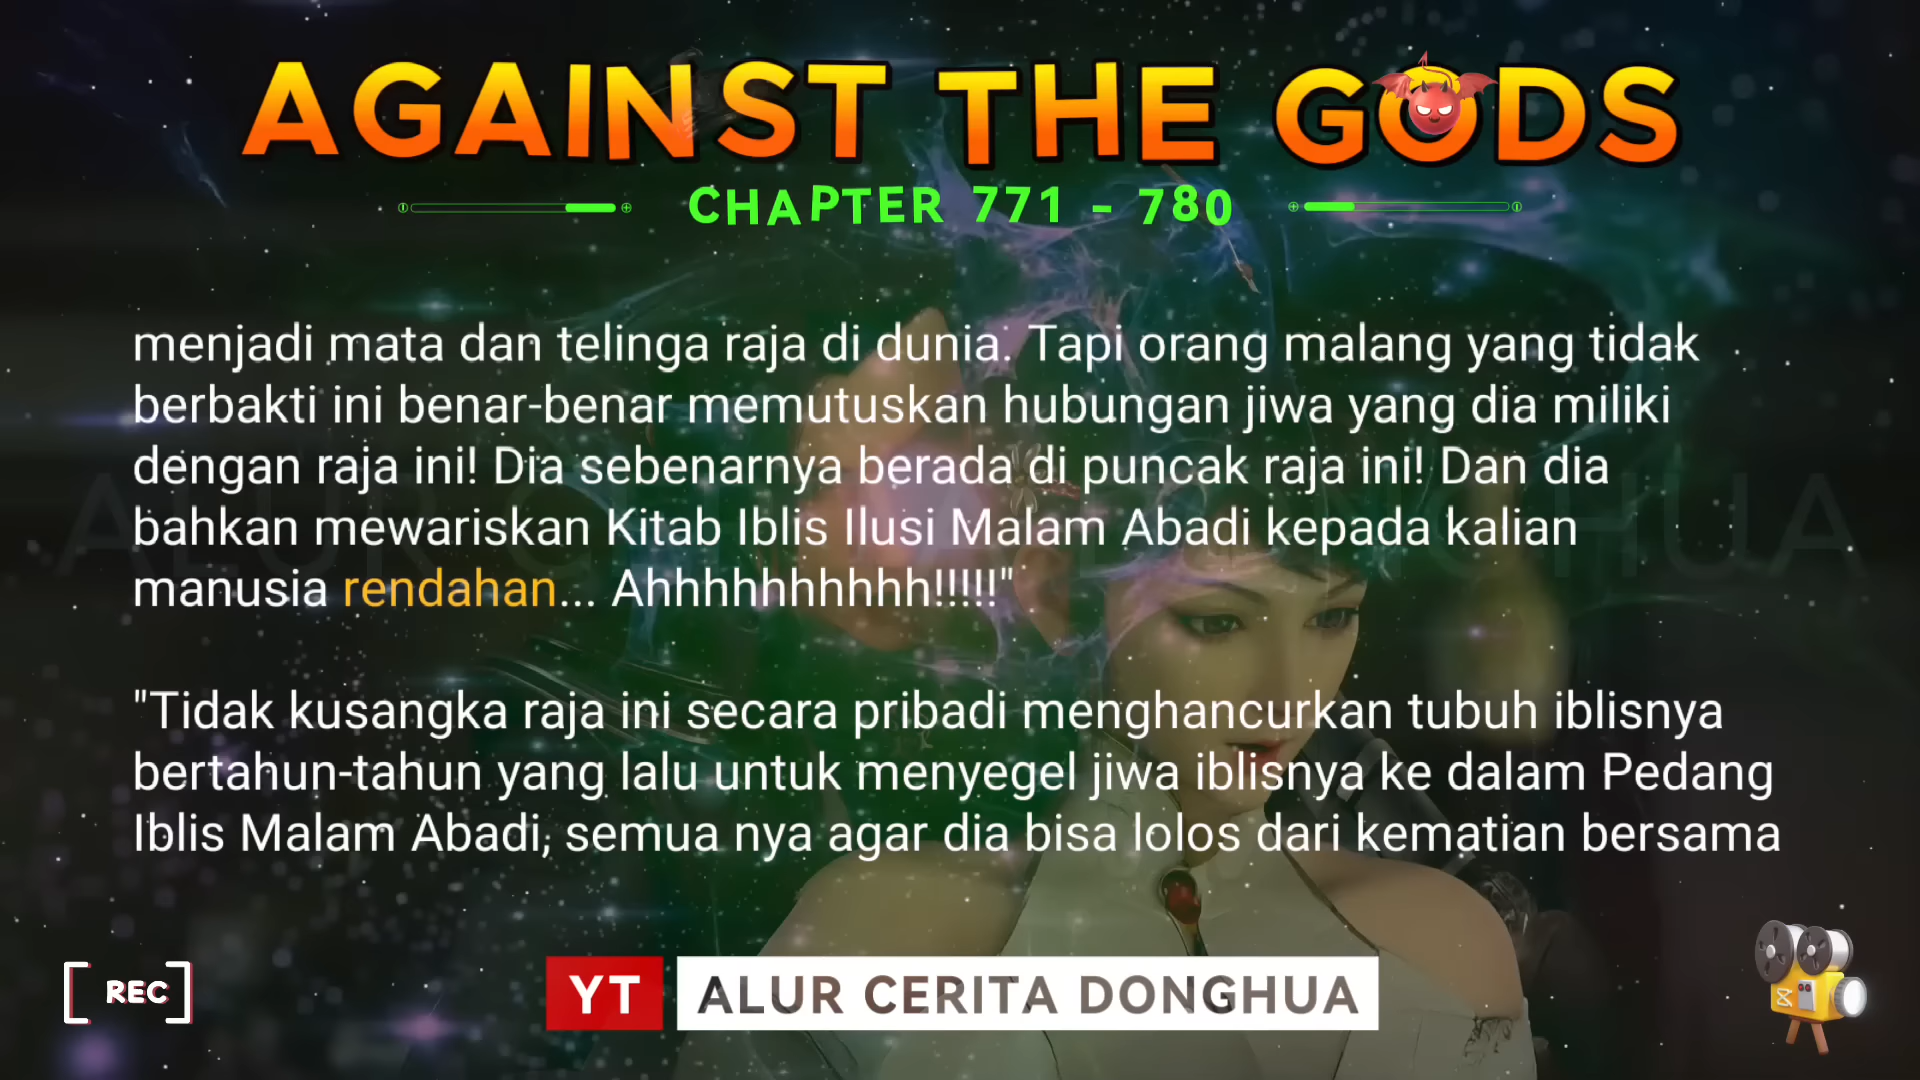 AGAINST THE GODS
CHAPTER 771 - 780
menjadi mata dan telinga raja di dunia. Tapi orang malang yang tidak
berbakti ini benar-benar memutuskan hubungan jiwa yang dia miliki
dengan raja ini! Dia sebenarnya berada di puncak raja ini! Dan dia
bahkan mewariskan Kitab Iblis Ilusi Malam Abadi kepada kalian
manusia rendahan... Ahhhhhhhhhh!!!!!"
"Tidak kusangka raja ini secara pribadi menghancurkan tubuh iblisnya
bertahun-tahun yang lalu untuk menyegel jiwa iblisnya ke dalam Pedang
Iblis Malam Abadi, semua nya agar dia bisa lolos dari kematian bersama
REC
YT ALUR CERITA DONGHUA